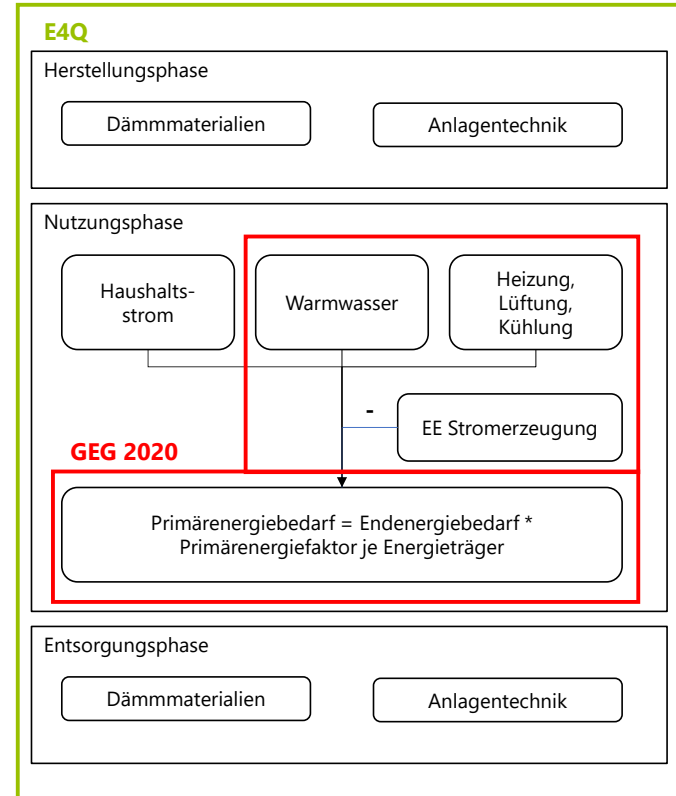 E4Q
Herstellungsphase
Dämmmaterialien
Anlagentechnik
Nutzungsphase
Haushalts-
strom
Warmwasser
Heizung,
Lüftung,
Kühlung
-
EE Stromerzeugung
GEG 2020
Primärenergiebedarf = Endenergiebedarf *
Primärenergiefaktor je Energieträger
Entsorgungsphase
Dämmmaterialien
Anlagentechnik